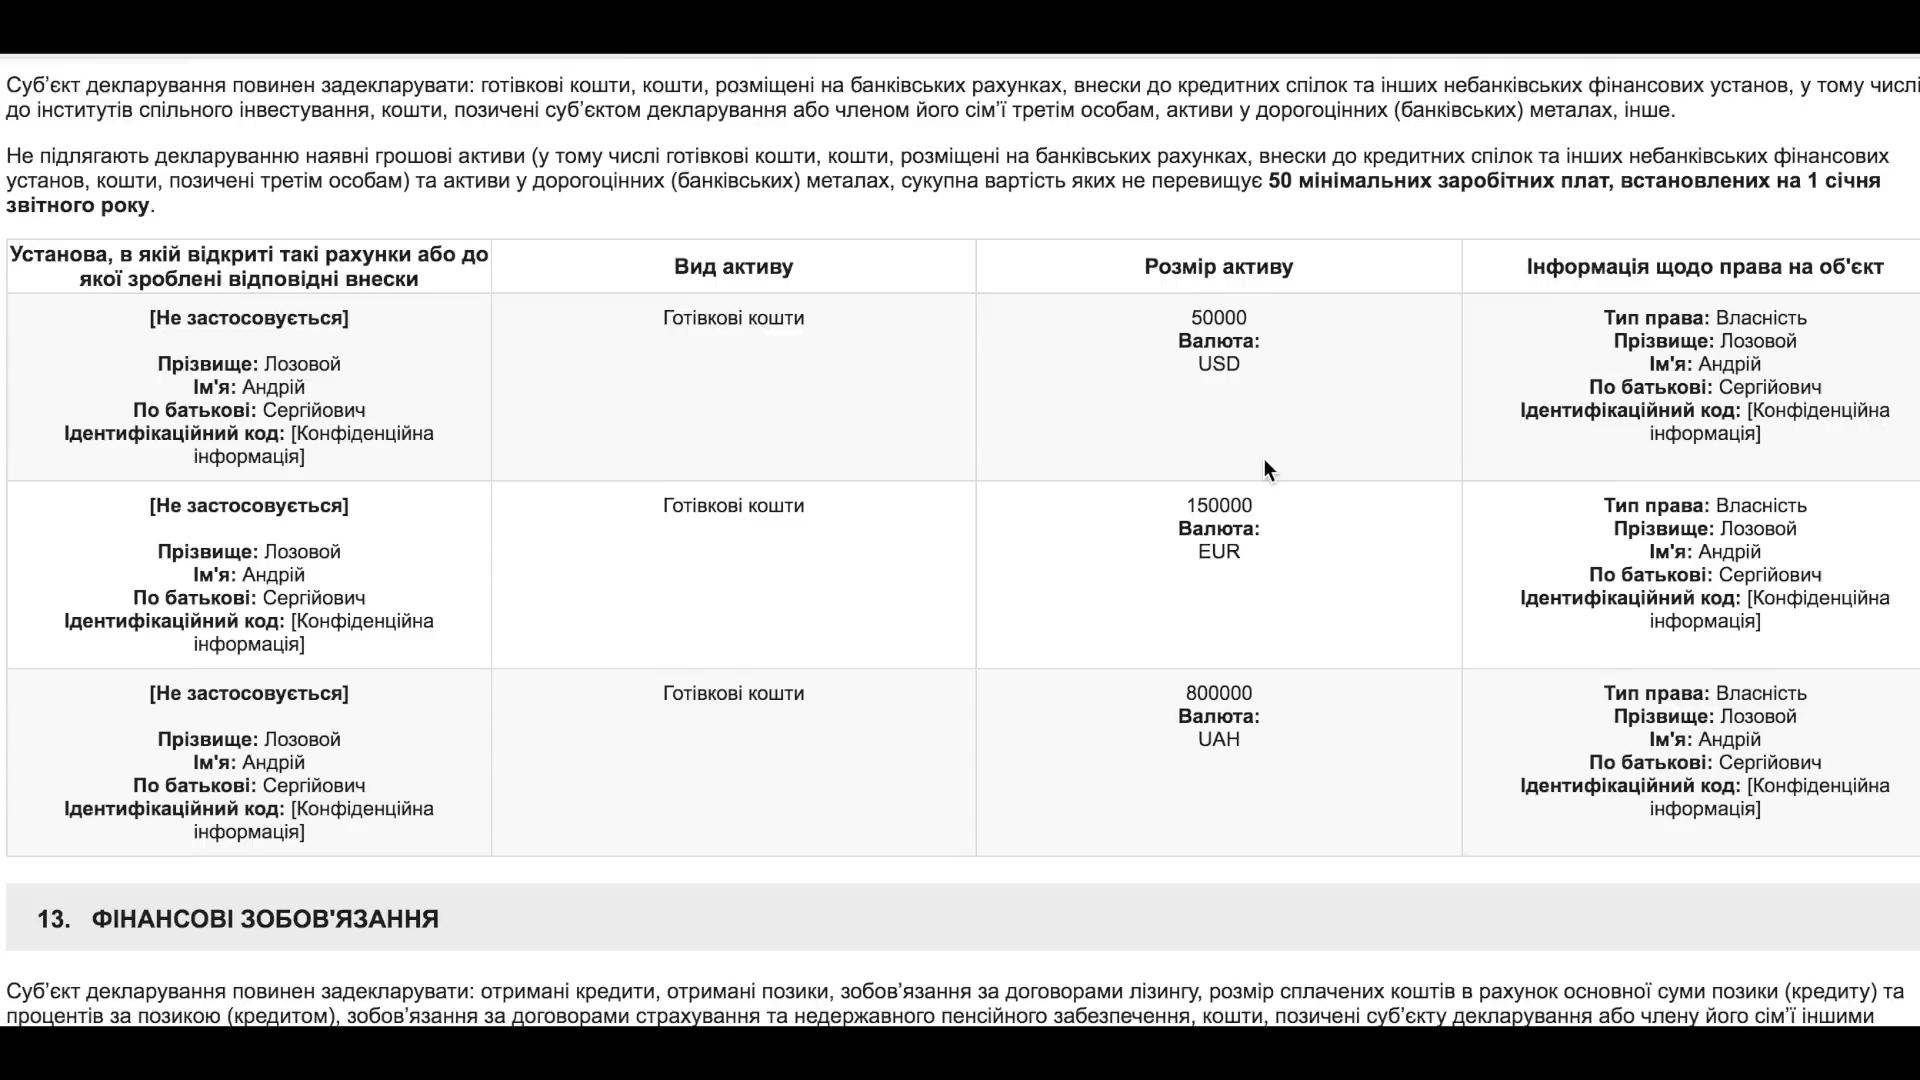 Суб’єкт декларування повинен задекларувати: готівкові кошти, кошти, розміщені на банківських рахунках, внески до кредитних спілок та інших небанківських фінансових установ, у тому числі
до інститутів спільного інвестування, кошти, позичені суб’єктом декларування або членом його сім’ї третім особам, активи у дорогоцінних (банківських) металах, інше.
Не підлягають декларуванню наявні грошові активи (у тому числі готівкові кошти, кошти, розміщені на банківських рахунках, внески до кредитних спілок та інших небанківських фінансових
установ, кошти, позичені третім особам) та активи у дорогоцінних (банківських) металах, сукупна вартість яких не перевищує 50 мінімальних заробітних плат, встановлених на 1 січня
звітного року.
Установа, в якій відкриті такі рахунки або до
якої зроблені відповідні внески
Вид активу
Розмір активу
Інформація щодо права на об'єкт
[Не застосовується]
Прізвище: Лозовой
Ім'я: Андрій
По батькові: Сергійович
Ідентифікаційний код: [Конфіденційна
інформація]
Готівкові кошти
50000
Валюта:
USD
Тип права: Власність
Прізвище: Лозовой
Ім'я: Андрій
По батькові: Сергійович
Ідентифікаційний код: [Конфіденційна
інформація]
[Не застосовується]
Прізвище: Лозовой
Ім'я: Андрій
По батькові: Сергійович
Ідентифікаційний код: [Конфіденційна
інформація]
Готівкові кошти
150000
Валюта:
EUR
Тип права: Власність
Прізвище: Лозовой
Ім'я: Андрій
По батькові: Сергійович
Ідентифікаційний код: [Конфіденційна
інформація]
[Не застосовується]
Прізвище: Лозовой
Ім'я: Андрій
По батькові: Сергійович
Ідентифікаційний код: [Конфіденційна
інформація]
Готівкові кошти
800000
Валюта:
UAH
Тип права: Власність
Прізвище: Лозовой
Ім'я: Андрій
По батькові: Сергійович
Ідентифікаційний код: [Конфіденційна
інформація]
13. ФІНАНСОВІ ЗОБОВ'ЯЗАННЯ
Суб’єкт декларування повинен задекларувати: отримані кредити, отримані позики, зобов’язання за договорами лізингу, розмір сплачених коштів в рахунок основної суми позики (кредиту) та
процентів за позикою (кредитом), зобов’язання за договорами страхування та недержавного пенсійного забезпечення, кошти, позичені суб’єкту декларування або члену його сім’ї іншими